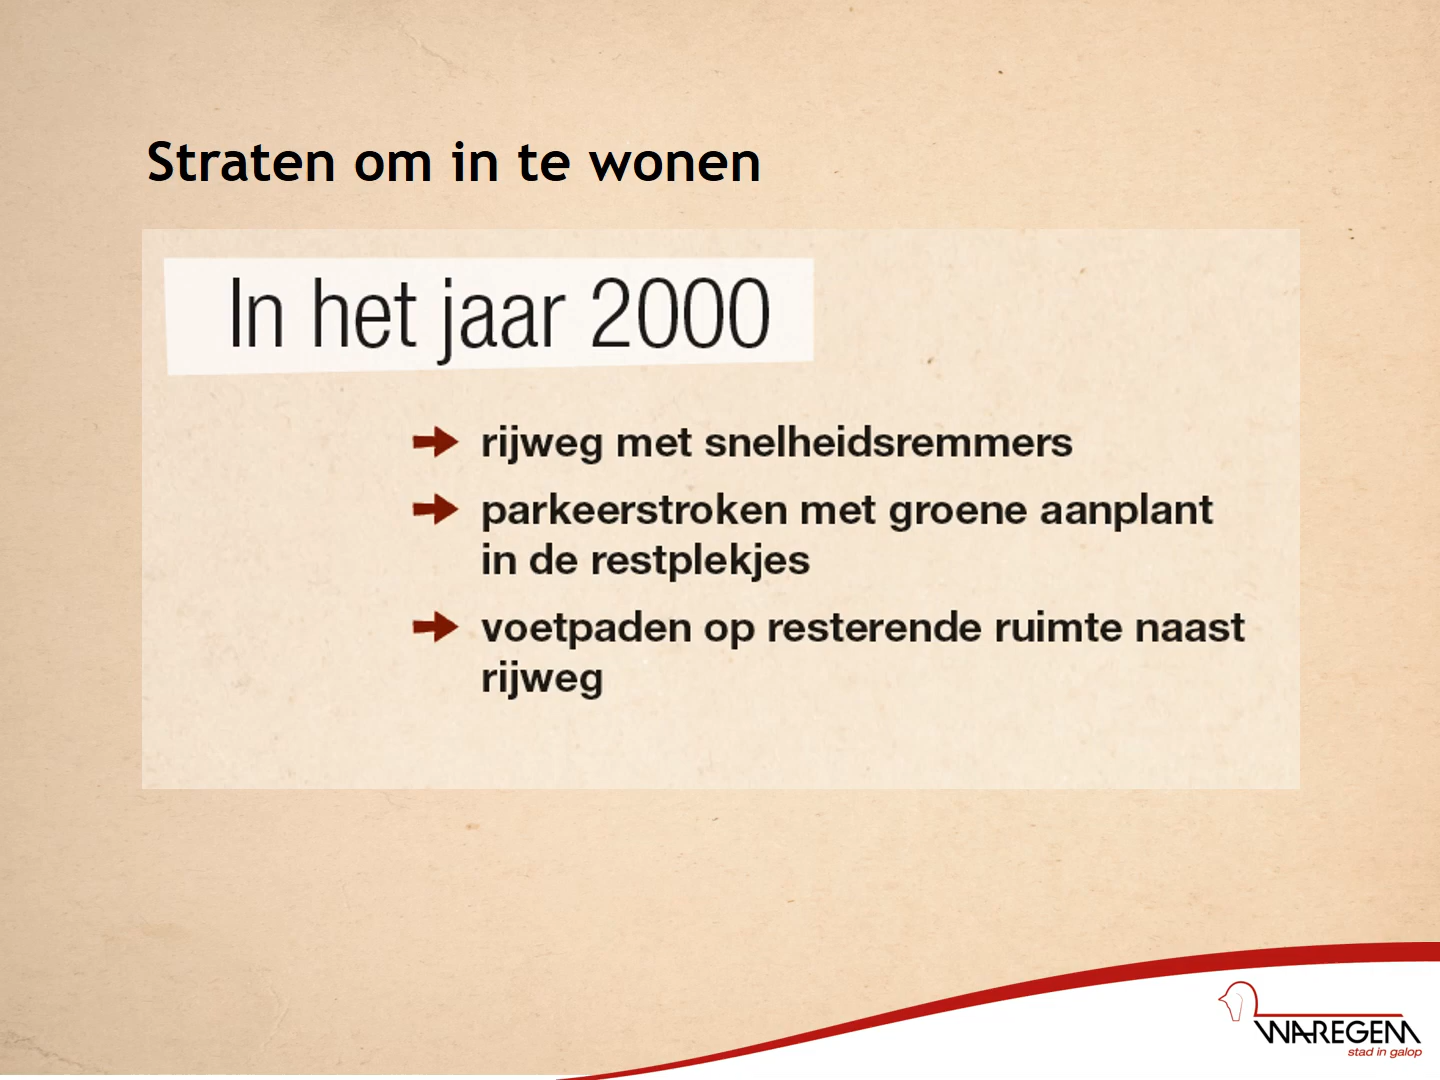 Straten om in te wonen
In het jaar 2000
rijweg met snelheidsremmers
parkeerstroken met groene aanplant
in de restplekjes
voetpaden op resterende ruimte naast
rijweg
WAREGEM
stad in galop